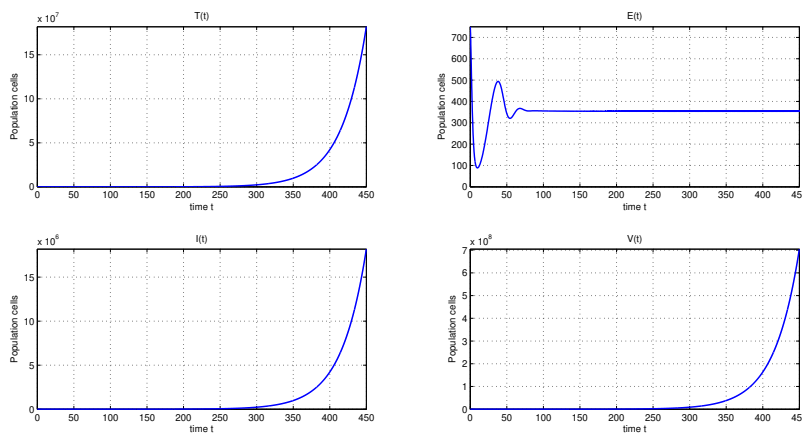 T(t)
x 10^7
15
10
5
0
Population cells
0 50 100 150 200 250 300 350 400 450
time t
E(t)
700
600
500
400
300
200
100
0
Population cells
0 50 100 150 200 250 300 350 400 45
time t
I(t)
x 10^6
15
10
5
0
Population cells
0 50 100 150 200 250 300 350 400 450
time t
V(t)
x 10^8
7
6
5
4
3
2
1
0
Population cells
0 50 100 150 200 250 300 350 400 45
time t